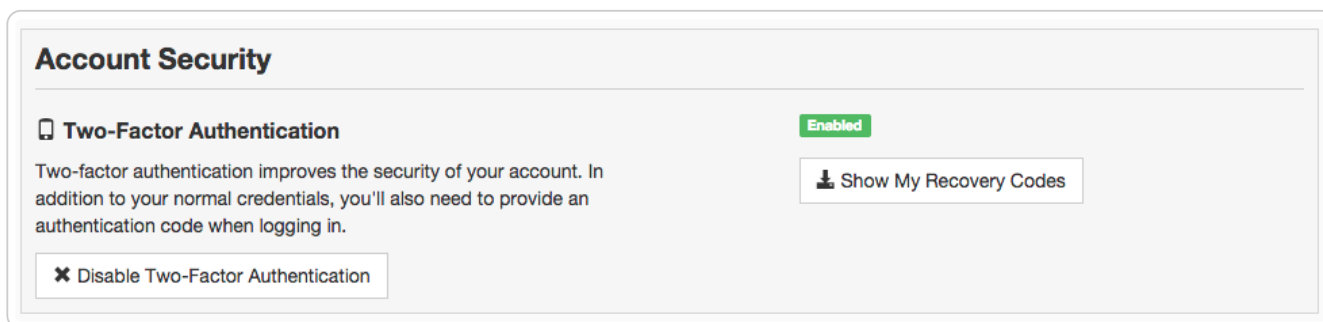 Account Security
Two-Factor Authentication
Enabled
Two-factor authentication improves the security of your account. In
addition to your normal credentials, you'll also need to provide an
authentication code when logging in.
Show My Recovery Codes
Disable Two-Factor Authentication